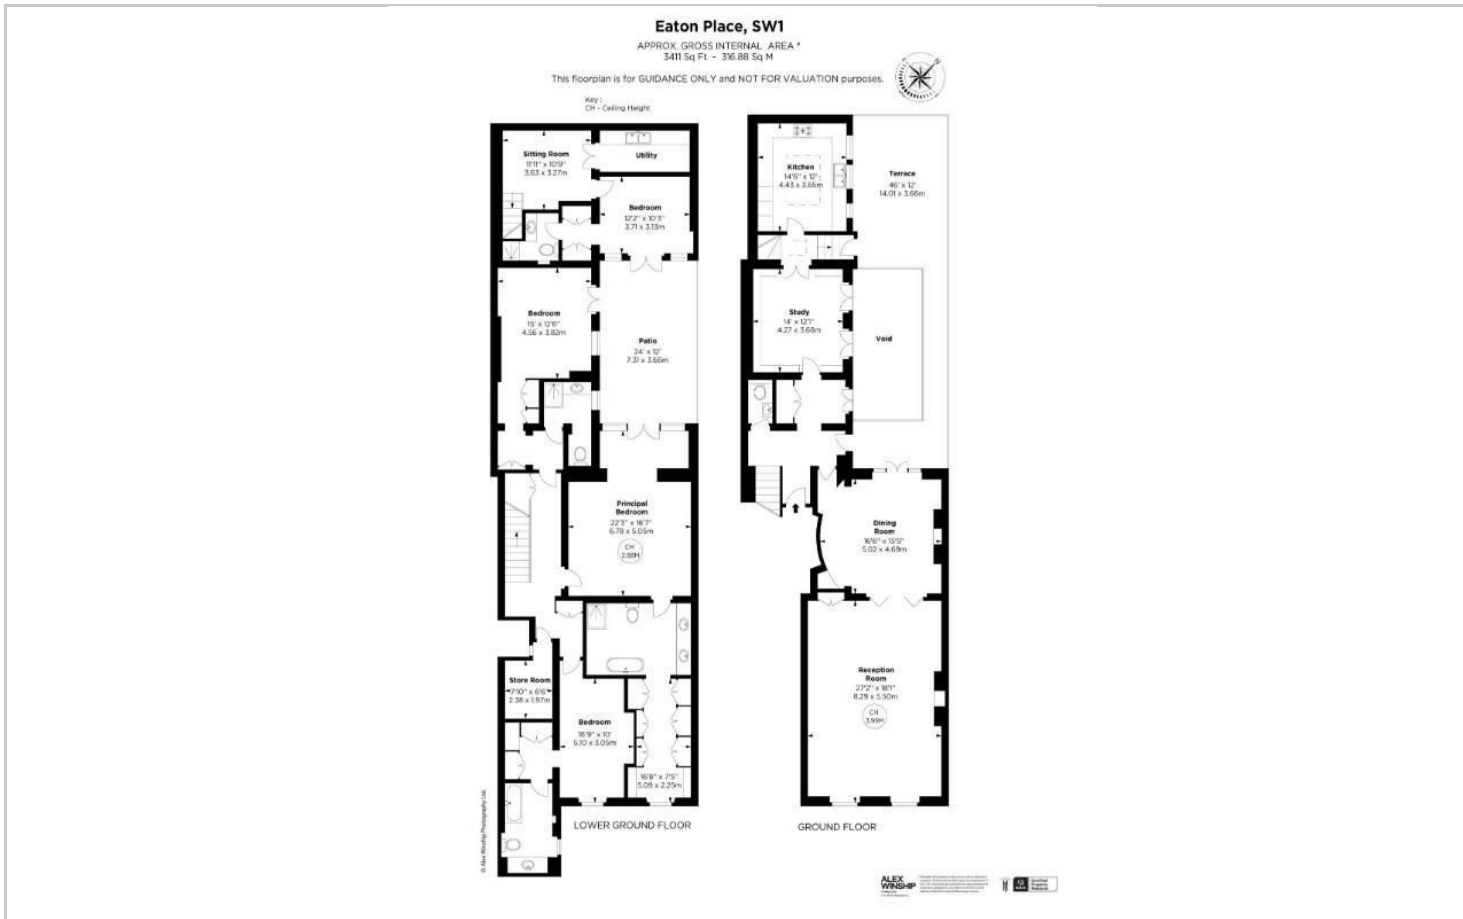 Eaton Place, SW1
APPROX. GROSS INTERNAL AREA *
3411 Sq Ft - 316.88 Sq M
This floorplan is for GUIDANCE ONLY and NOT FOR VALUATION purposes.
Key :
CH - Ceiling Height
N
Sitting Room
11'11" x 10'9"
3.63 x 3.27m
Utility
Bedroom
12'2" x 10'3"
3.71 x 3.13m
Bedroom
15' x 12'6"
4.56 x 3.82m
Patio
24' x 12'
7.31 x 3.66m
Principal
Bedroom
22'3" x 16'7"
6.78 x 5.05m
CH
2.88M
Store Room
7'10" x 6'6"
2.38 x 1.97m
Bedroom
16'9" x 10'
5.10 x 3.05m
16'8" x 7'5"
5.09 x 2.25m
LOWER GROUND FLOOR
© Alex Winship Photography Ltd.
Kitchen
14'6" x 12'
4.43 x 3.65m
Terrace
46' x 12'
14.01 x 3.66m
Study
14' x 12'1"
4.27 x 3.68m
Void
Dining
Room
16'6" x 15'5"
5.02 x 4.69m
Reception
Room
27'2" x 18'1"
8.29 x 5.50m
CH
3.99M
GROUND FLOOR
ALEX
WINSHIP
Certified
Property
Measurer